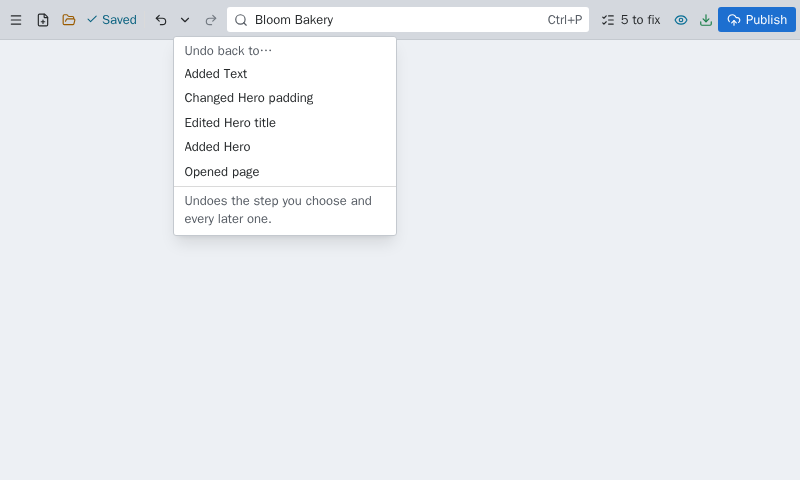 Saved
Bloom Bakery
Ctrl+P
5 to fix
Publish
Undo back to⋯
Added Text
Changed Hero padding
Edited Hero title
Added Hero
Opened page
Undoes the step you choose and
every later one.